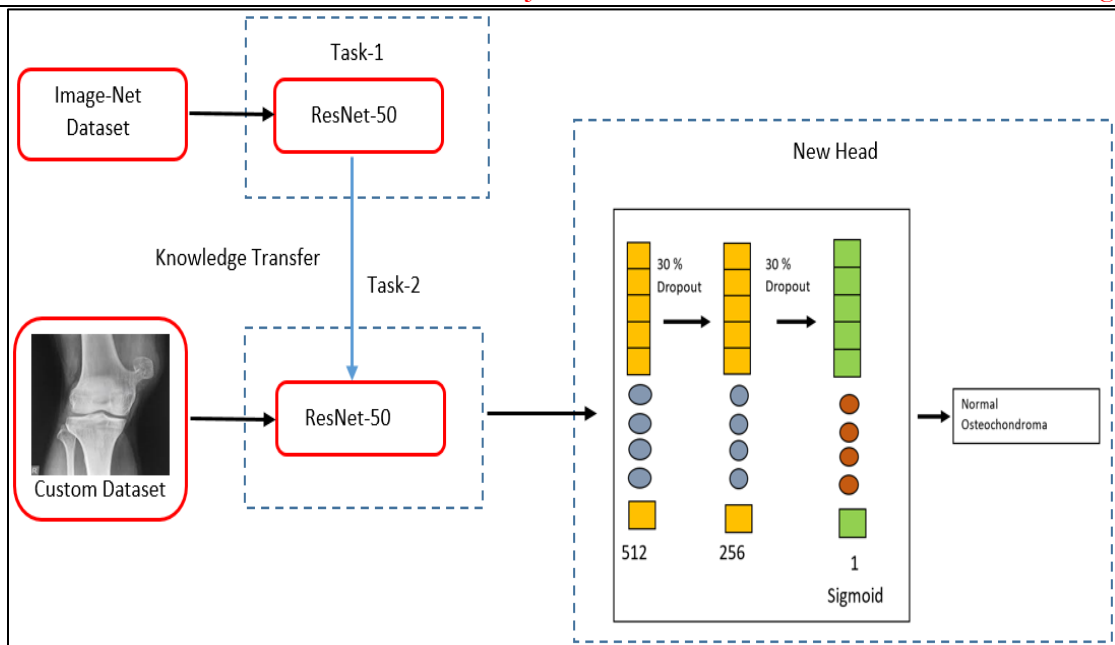 Task-1
Image-Net
Dataset
ResNet-50
Knowledge Transfer
Task-2
ResNet-50
Custom Dataset
New Head
30 %
Dropout
30 %
Dropout
512
256
1
Sigmoid
Normal
Osteochondroma